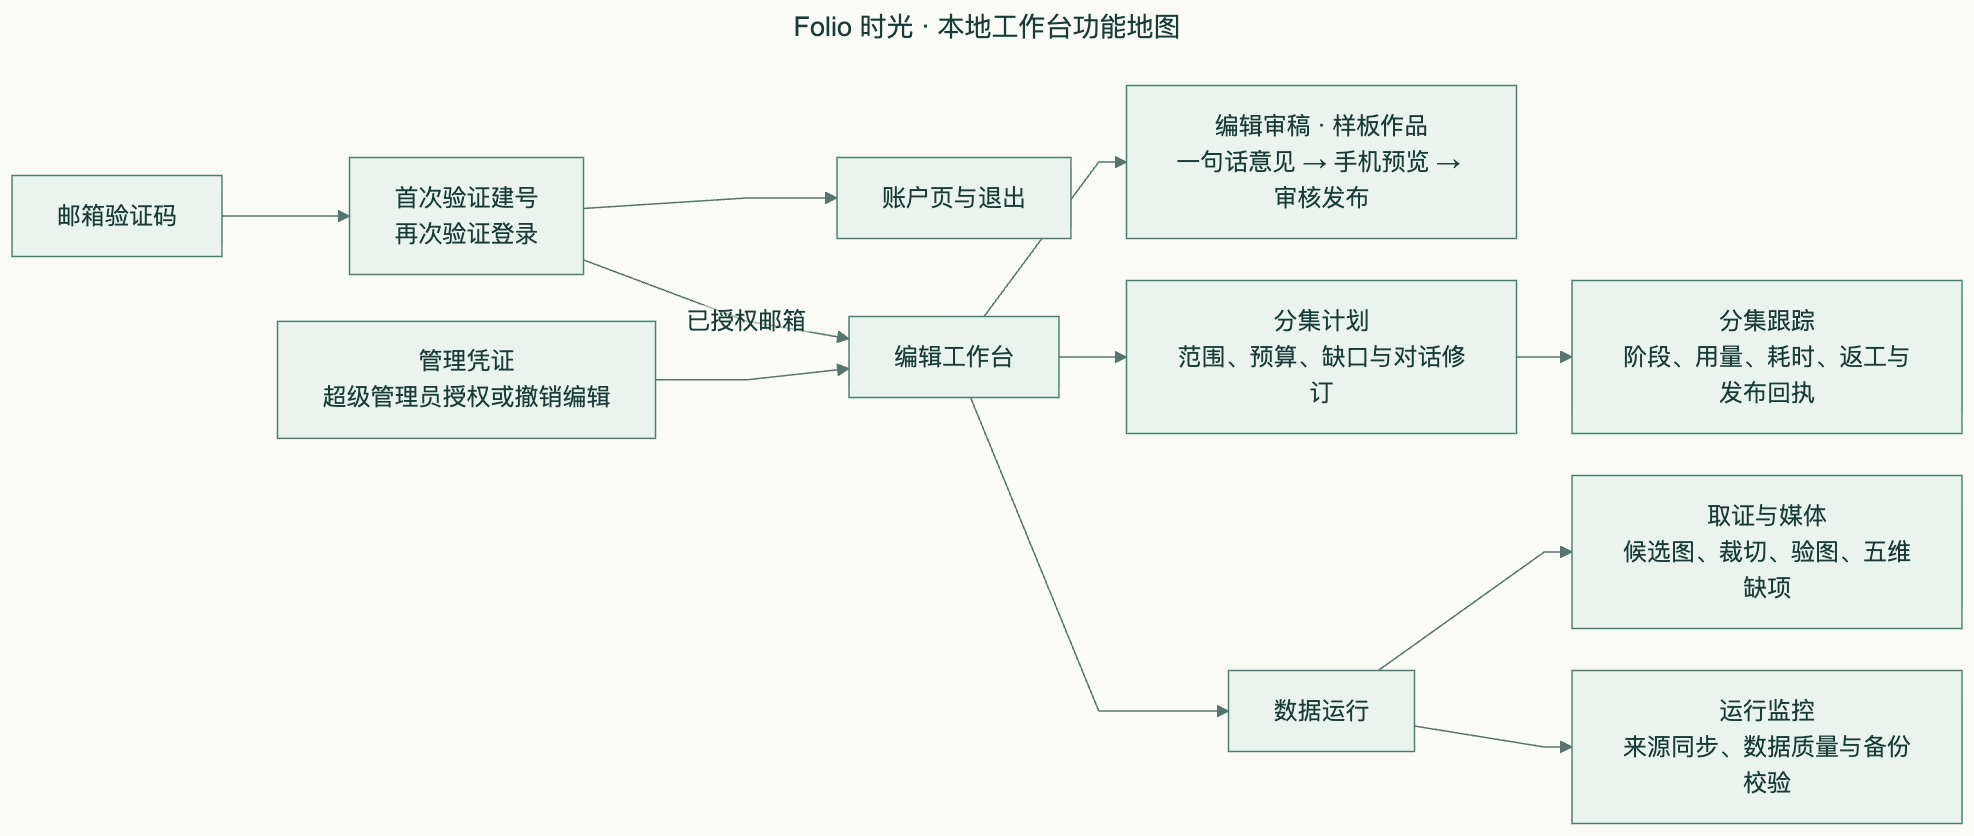 Folio 时光 · 本地工作台功能地图
邮箱验证码
首次验证建号
再次验证登录
账户页与退出
编辑审稿 · 样板作品
一句话意见 → 手机预览 →
审核发布
已授权邮箱
管理凭证
超级管理员授权或撤销编辑
编辑工作台
分集计划
范围、预算、缺口与对话修
订
分集跟踪
阶段、用量、耗时、返工与
发布回执
取证与媒体
候选图、裁切、验图、五维
缺项
数据运行
运行监控
来源同步、数据质量与备份
校验